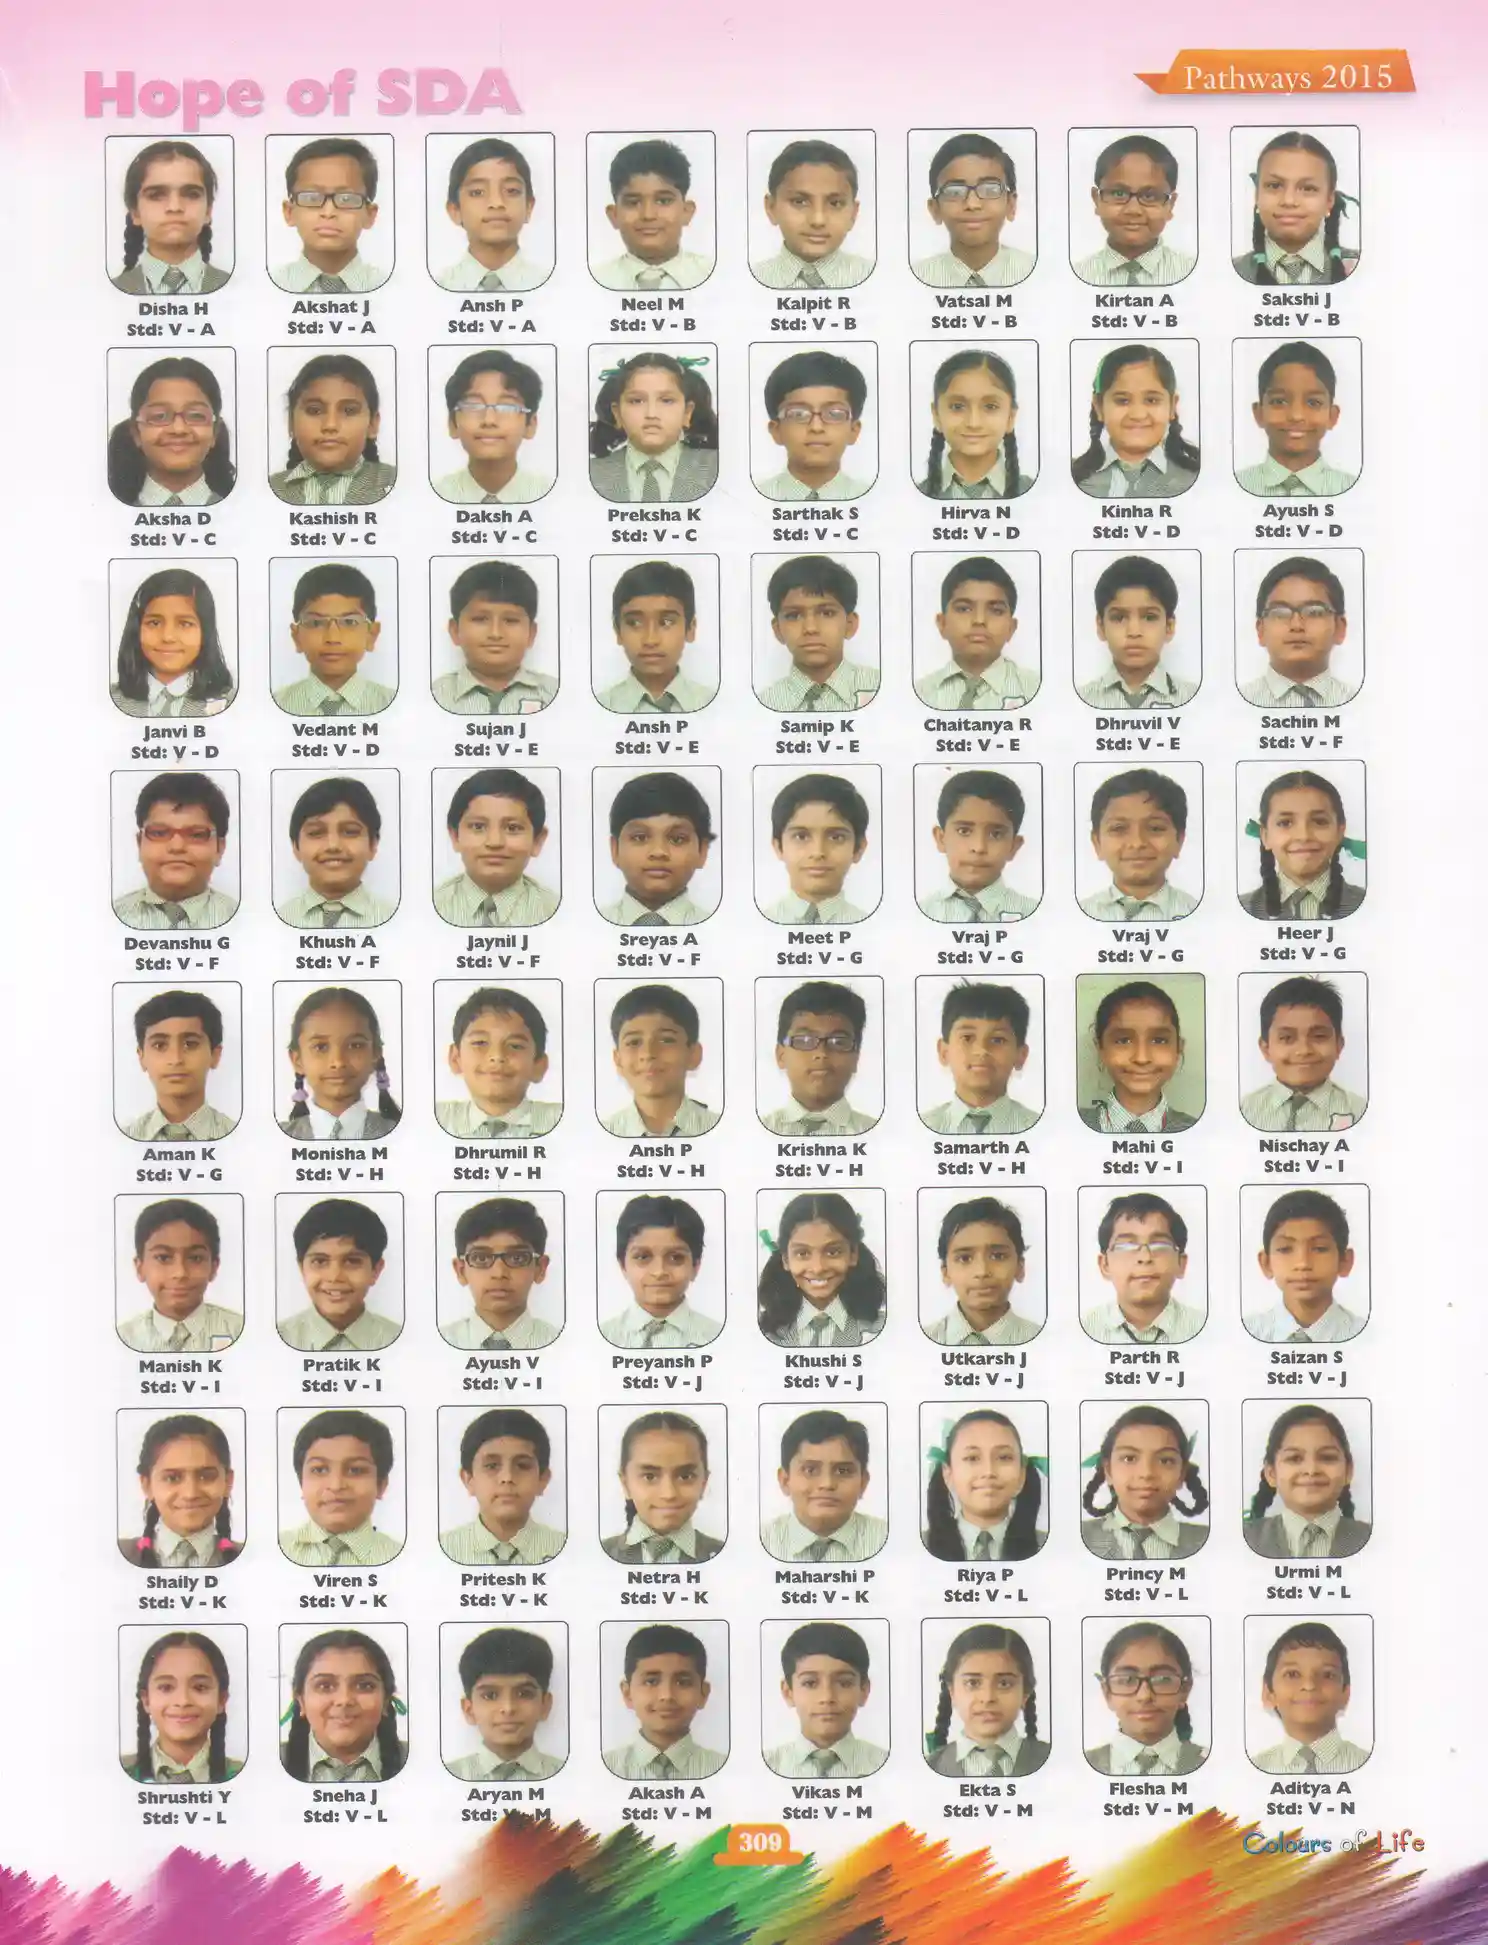 Hope of SDA
Pathways 2015
Disha H
Std: V - A
Akshat J
Std: V - A
Ansh P
Std: V - A
Neel M
Std: V - B
Kalpit R
Std: V - B
Vatsal M
Std: V - B
Kirtan A
Std: V - B
Sakshi J
Std: V - B
Aksha D
Std: V - C
Kashish R
Std: V - C
Daksh A
Std: V - C
Preksha K
Std: V - C
Sarthak S
Std: V - C
Hirva N
Std: V - D
Kinha R
Std: V - D
Ayush S
Std: V - D
Janvi B
Std: V - D
Vedant M
Std: V - D
Sujan J
Std: V - E
Ansh P
Std: V - E
Samip K
Std: V - E
Chaitanya R
Std: V - E
Dhruvil V
Std: V - E
Sachin M
Std: V - F
Devanshu G
Std: V - F
Khush A
Std: V - F
Jaynil J
Std: V - F
Sreyas A
Std: V - F
Meet P
Std: V - G
Vraj P
Std: V - G
Vraj V
Std: V - G
Heer J
Std: V - G
Aman K
Std: V - G
Monisha M
Std: V - H
Dhrumil R
Std: V - H
Ansh P
Std: V - H
Krishna K
Std: V - H
Samarth A
Std: V - H
Mahi G
Std: V - I
Nischay A
Std: V - I
Manish K
Std: V - I
Pratik K
Std: V - I
Ayush V
Std: V - I
Preyansh P
Std: V - J
Khushi S
Std: V - J
Utkarsh J
Std: V - J
Parth R
Std: V - J
Saizan S
Std: V - J
Shaily D
Std: V - K
Viren S
Std: V - K
Pritesh K
Std: V - K
Netra H
Std: V - K
Maharshi P
Std: V - K
Riya P
Std: V - L
Princy M
Std: V - L
Urmi M
Std: V - L
Shrushti Y
Std: V - L
Sneha J
Std: V - L
Aryan M
Std: V - M
Akash A
Std: V - M
Vikas M
Std: V - M
Ekta S
Std: V - M
Flesha M
Std: V - M
Aditya A
Std: V - N
309
Colours of Life